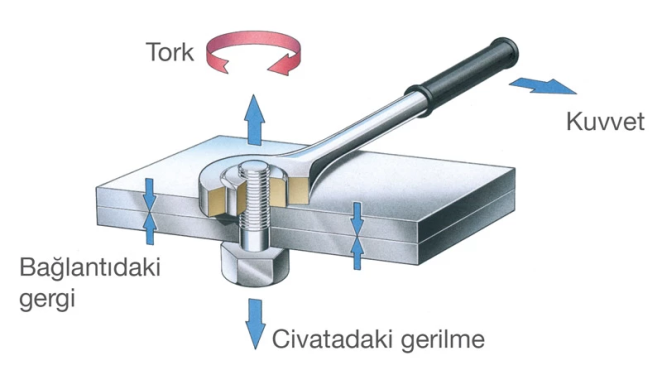 Tork
Kuvvet
Bağlantıdaki
gergi
Civatadaki gerilme